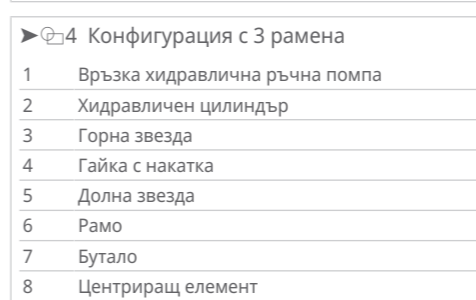 ➤ 4 Конфигурация с 3 рамена
1 Връзка хидравлична ръчна помпа
2 Хидравличен цилиндър
3 Горна звезда
4 Гайка с накатка
5 Долна звезда
6 Рамо
7 Бутало
8 Центриращ елемент